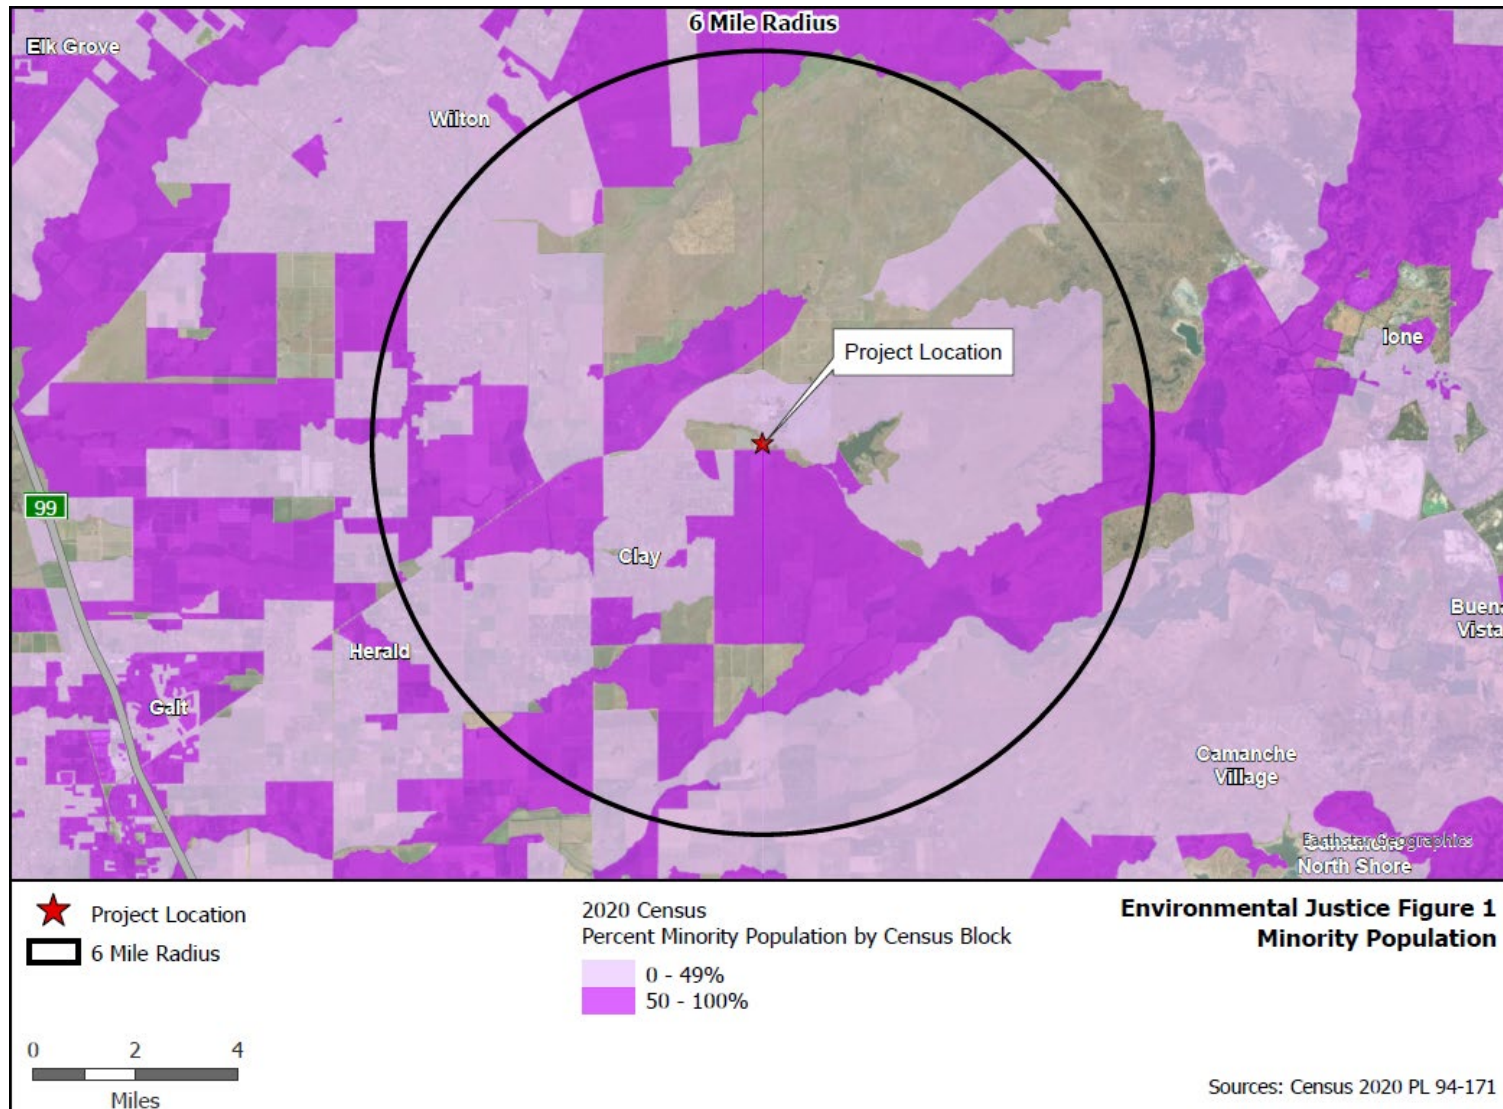 6 Mile Radius
Elk Grove
Wilton
Project Location
Ione
99
Clay
Buen
Vista
Herald
Galt
Camanche
Village
Earthstar Geographics
Camanche
North Shore
Project Location
6 Mile Radius
0 2 4
Miles
2020 Census
Percent Minority Population by Census Block
0 - 49%
50 - 100%
Environmental Justice Figure 1
Minority Population
Sources: Census 2020 PL 94-171